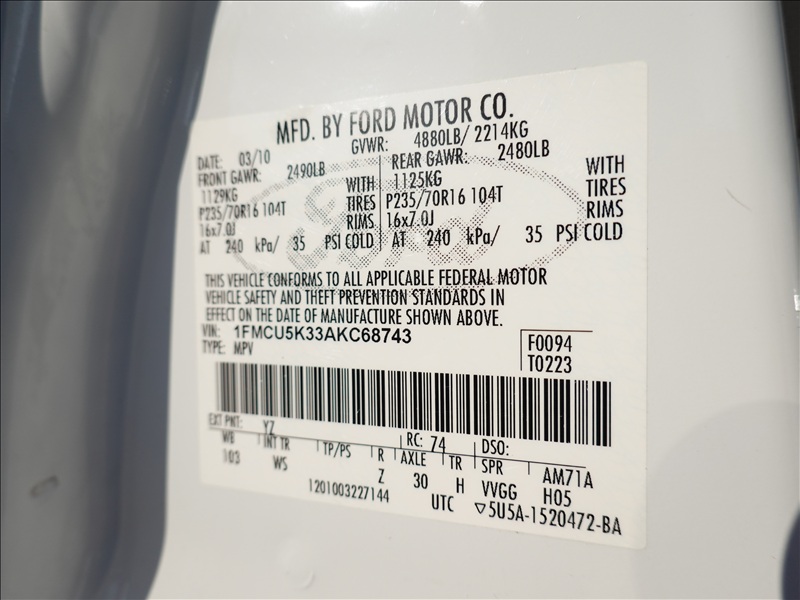 MFD. BY FORD MOTOR CO.
DATE: 03/10 GVWR: 4880LB/ 2214KG
FRONT GAWR: 2490LB REAR GAWR: 2480LB
1129KG WITH 1125KG WITH
P235/70R16 104T TIRES P235/70R16 104T TIRES
16x7.0J RIMS 16x7.0J RIMS
AT 240 kPa/ 35 PSI COLD AT 240 kPa/ 35 PSI COLD
Ford
THIS VEHICLE CONFORMS TO ALL APPLICABLE FEDERAL MOTOR
VEHICLE SAFETY AND THEFT PREVENTION STANDARDS IN
EFFECT ON THE DATE OF MANUFACTURE SHOWN ABOVE.
VIN: 1FMCU5K33AKC68743
TYPE: MPV
F0094
T0223
EXT PNT: YZ RC: 74 DSO:
WB INT TR TP/PS R AXLE TR SPR AM71A
103 WS Z 30 H VVGG H05
1201003227144 UTC ▽5U5A-1520472-BA